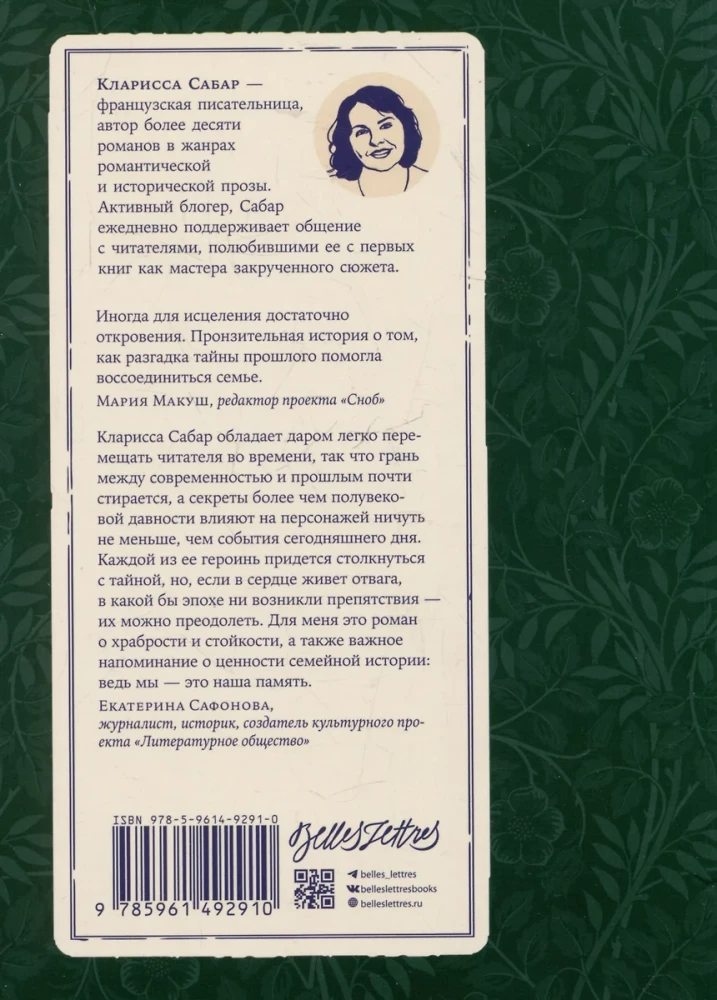 Кларисса Сабар —
французская писательница,
автор более десяти
романов в жанрах
романтической
и исторической прозы.
Активный блогер, Сабар
ежедневно поддерживает общение
с читателями, полюбившими ее с первых
книг как мастера закрученного сюжета.
Иногда для исцеления достаточно
откровения. Пронзительная история о том,
как разгадка тайны прошлого помогла
воссоединиться семье.
Мария Макуш, редактор проекта «Сноб»
Кларисса Сабар обладает даром легко пере-
мещать читателя во времени, так что грань
между современностью и прошлым почти
стирается, а секреты более чем полувеко-
вой давности влияют на персонажей ничуть
не меньше, чем события сегодняшнего дня.
Каждой из ее героинь придется столкнуться
с тайной, но, если в сердце живет отвага,
в какой бы эпохе ни возникли препятствия —
их можно преодолеть. Для меня это роман
о храбрости и стойкости, а также важное
напоминание о ценности семейной истории:
ведь мы — это наша память.
Екатерина Сафонова,
журналист, историк, создатель культурного про-
екта «Литературное общество»
ISBN 978-5-9614-9291-0
9 785961 492910
Belles Lettres
belles_lettres
belleslettresbooks
belleslettres.ru